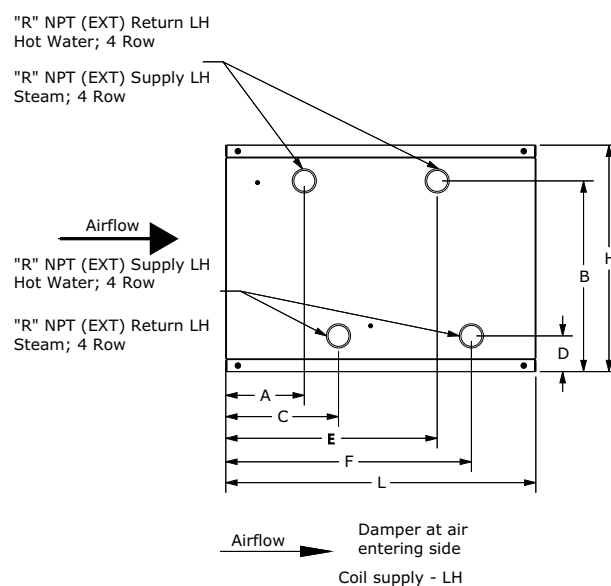 "R" NPT (EXT) Return LH
Hot Water; 4 Row
"R" NPT (EXT) Supply LH
Steam; 4 Row
Airflow
"R" NPT (EXT) Supply LH
Hot Water; 4 Row
"R" NPT (EXT) Return LH
Steam; 4 Row
H
B
D
A
C
E
F
L
Airflow
Damper at air
entering side
Coil supply - LH